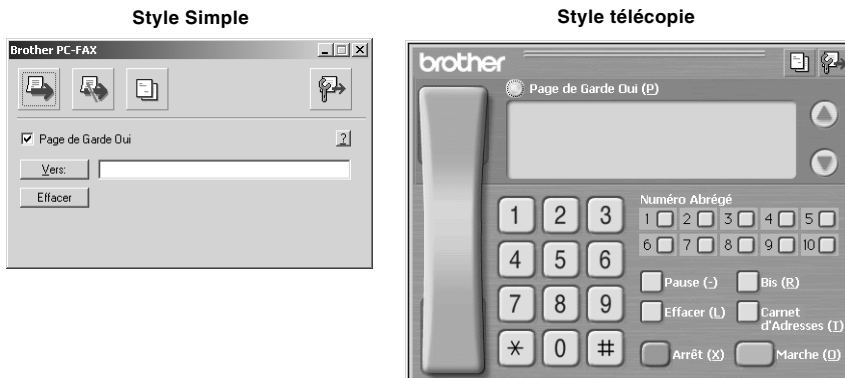 Style Simple
Brother PC-FAX
Page de Garde Oui
?
Vers:
Effacer
Style télécopie
brother
Page de Garde Oui (P)
1 2 3
4 5 6
7 8 9
* 0 #
Numéro Abrégé
1 2 3 4 5
6 7 8 9 10
Pause (-) Bis (R)
Effacer (L) Carnet d'Adresses (T)
Arrêt (X) Marche (O)